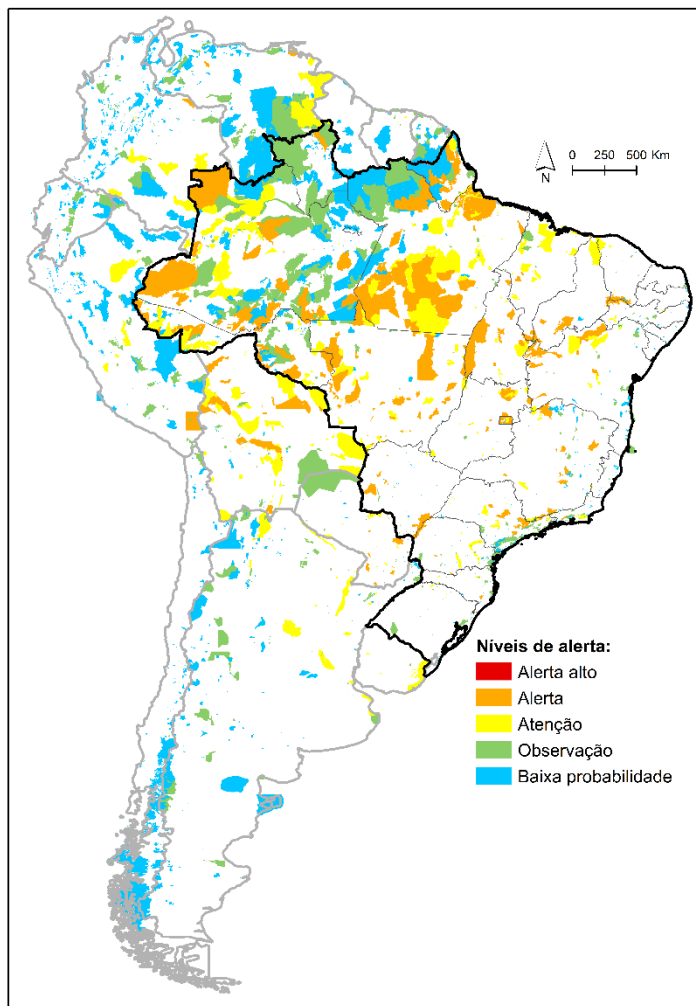 0 250 500 Km
N
Níveis de alerta:
Alerta alto
Alerta
Atenção
Observação
Baixa probabilidade